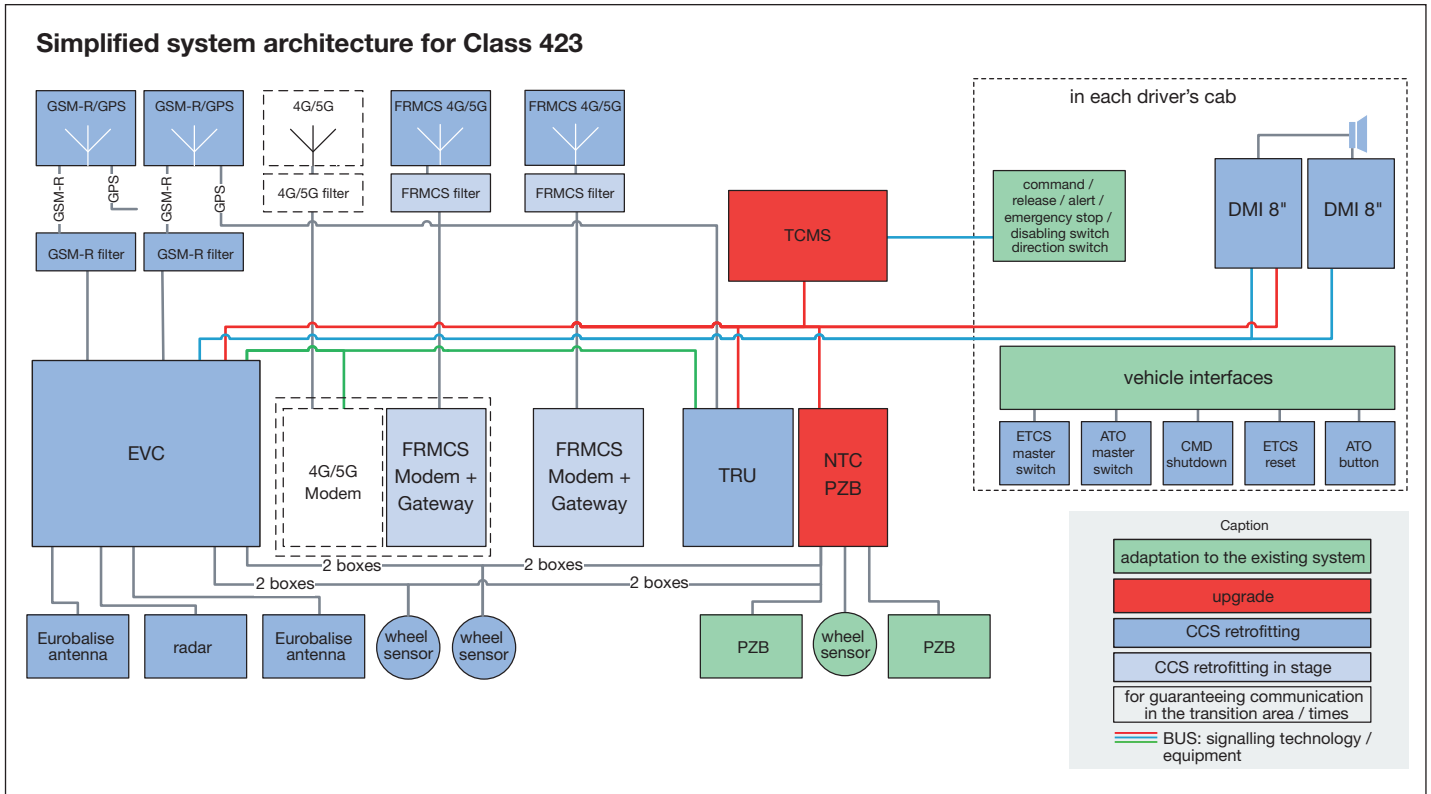 Simplified system architecture for Class 423
GSM-R/GPS
GSM-R/GPS
4G/5G
FRMCS 4G/5G
FRMCS 4G/5G
in each driver's cab
GSM-R
GPS
GSM-R
GPS
4G/5G filter
FRMCS filter
FRMCS filter
GSM-R filter
GSM-R filter
TCMS
command /
release / alert /
emergency stop /
disabling switch
direction switch
DMI 8"
DMI 8"
vehicle interfaces
ETCS
master
switch
ATO
master
switch
CMD
shutdown
ETCS
reset
ATO
button
EVC
4G/5G
Modem
FRMCS
Modem +
Gateway
FRMCS
Modem +
Gateway
TRU
NTC
PZB
2 boxes
2 boxes
2 boxes
2 boxes
Eurobalise
antenna
radar
Eurobalise
antenna
wheel
sensor
wheel
sensor
PZB
wheel
sensor
PZB
Caption
adaptation to the existing system
upgrade
CCS retrofitting
CCS retrofitting in stage
for guaranteeing communication
in the transition area / times
BUS: signalling technology /
equipment